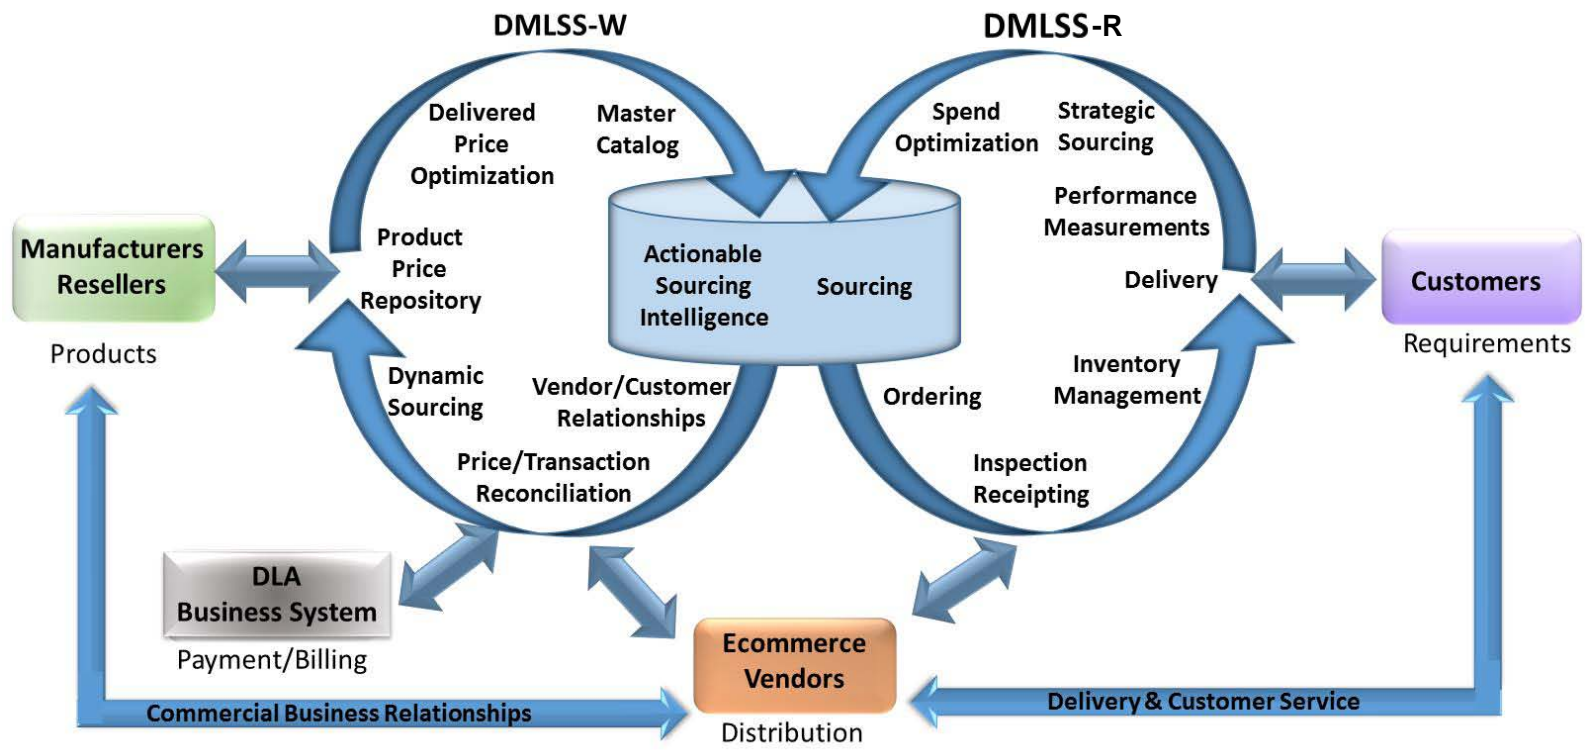 DMLSS-W
DMLSS-R
Delivered
Price
Optimization
Master
Catalog
Spend
Optimization
Strategic
Sourcing
Performance
Measurements
Manufacturers
Resellers
Products
Product
Price
Repository
Actionable
Sourcing
Intelligence
Sourcing
Delivery
Customers
Requirements
Dynamic
Sourcing
Vendor/Customer
Relationships
Ordering
Inventory
Management
Price/Transaction
Reconciliation
Inspection
Receipting
DLA
Business System
Payment/Billing
Ecommerce
Vendors
Distribution
Commercial Business Relationships
Delivery & Customer Service